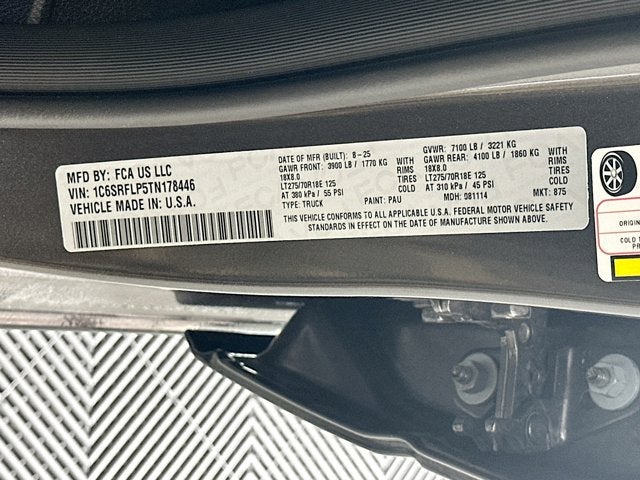 MFD BY: FCA US LLC
VIN: 1C6SRFLP5TN178446
VEHICLE MADE IN: U.S.A.
DATE OF MFR (BUILT): 8-25
GAWR FRONT: 3900 LB / 1770 KG
18X8.0
LT275/70R18E 125
AT 380 kPa / 55 PSI
TYPE: TRUCK
RIMS
TIRES
COLD
PAINT: PAU
GVWR: 7100 LB / 3221 KG
GAWR REAR: 4100 LB / 1860 KG
18X8.0
LT275/70R18E 125
AT 310 kPa / 45 PSI
MDH: 081114
RIMS
TIRES
COLD
MKT: 875
THIS VEHICLE CONFORMS TO ALL APPLICABLE U.S.A. FEDERAL MOTOR VEHICLE SAFETY
STANDARDS IN EFFECT ON THE DATE OF MANUFACTURE SHOWN ABOVE.
ORIGIN
COLD T